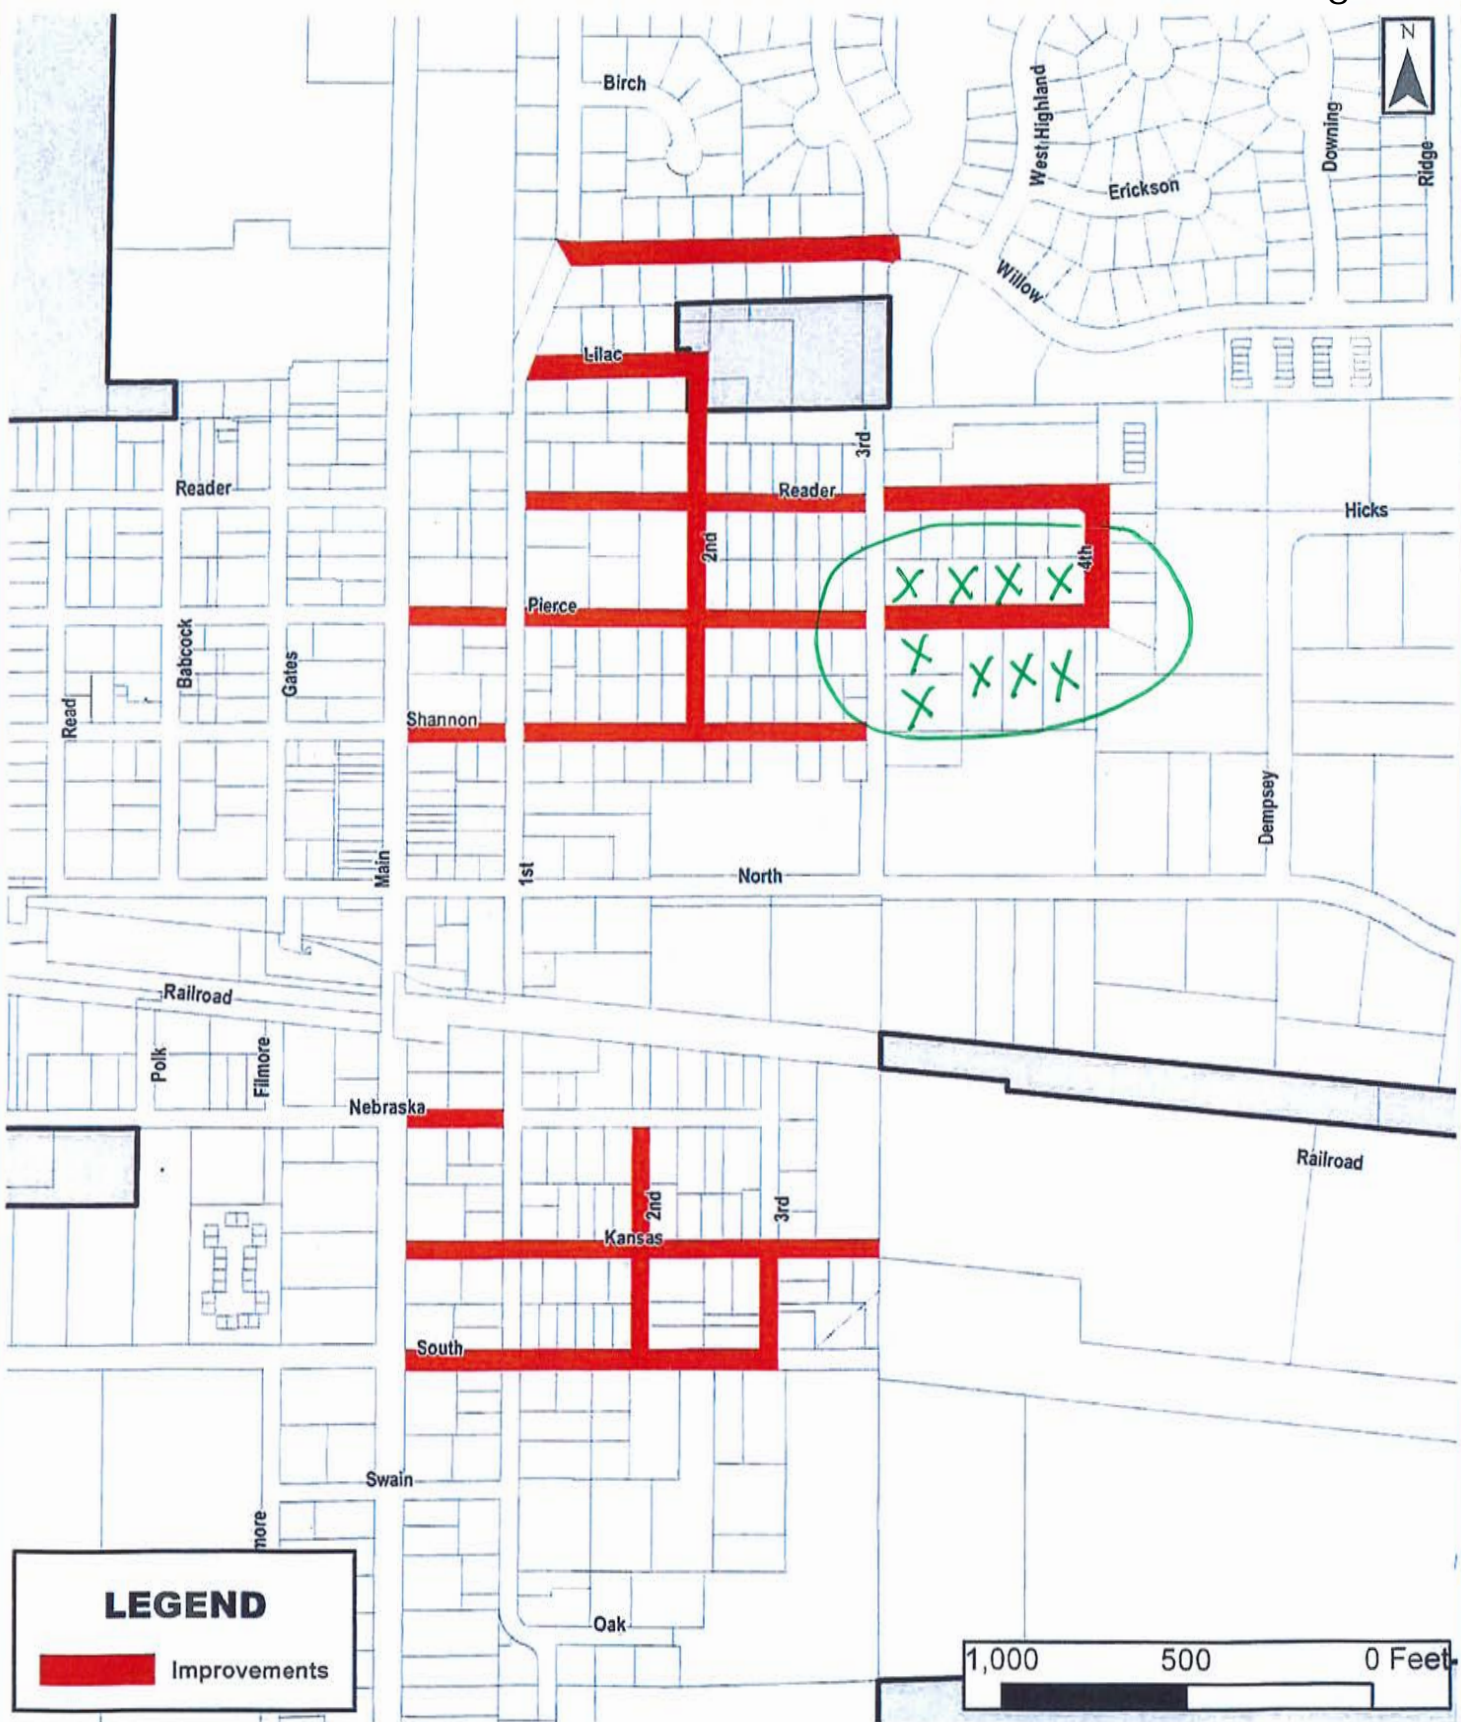 N
Birch
West Highland
Downing
Ridge
Erickson
Willow
Lilac
3rd
Reader
Reader
Hicks
2nd
4th
Pierce
X X X X
Babcock
Gates
X
X X X
X
Read
Shannon
Dempsey
Main
1st
North
Railroad
Polk
Filmore
Nebraska
Railroad
2nd
3rd
Kansas
South
Swain
more
LEGEND
Improvements
Oak
1,000 500 0 Feet